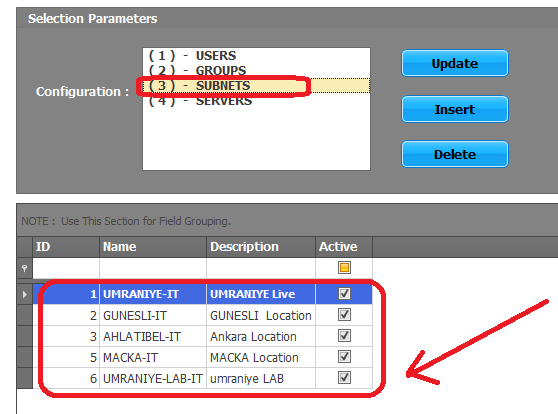 Selection Parameters
Configuration :
( 1 ) - USERS
( 2 ) - GROUPS
( 3 ) - SUBNETS
( 4 ) - SERVERS
Update
Insert
Delete
NOTE : Use This Section for Field Grouping.
ID Name Description Active
1 UMRANIYE-IT UMRANIYE Live
2 GUNESLI-IT GUNESLI Location
3 AHLATIBEL-IT Ankara Location
5 MACKA-IT MACKA Location
6 UMRANIYE-LAB-IT umraniye LAB